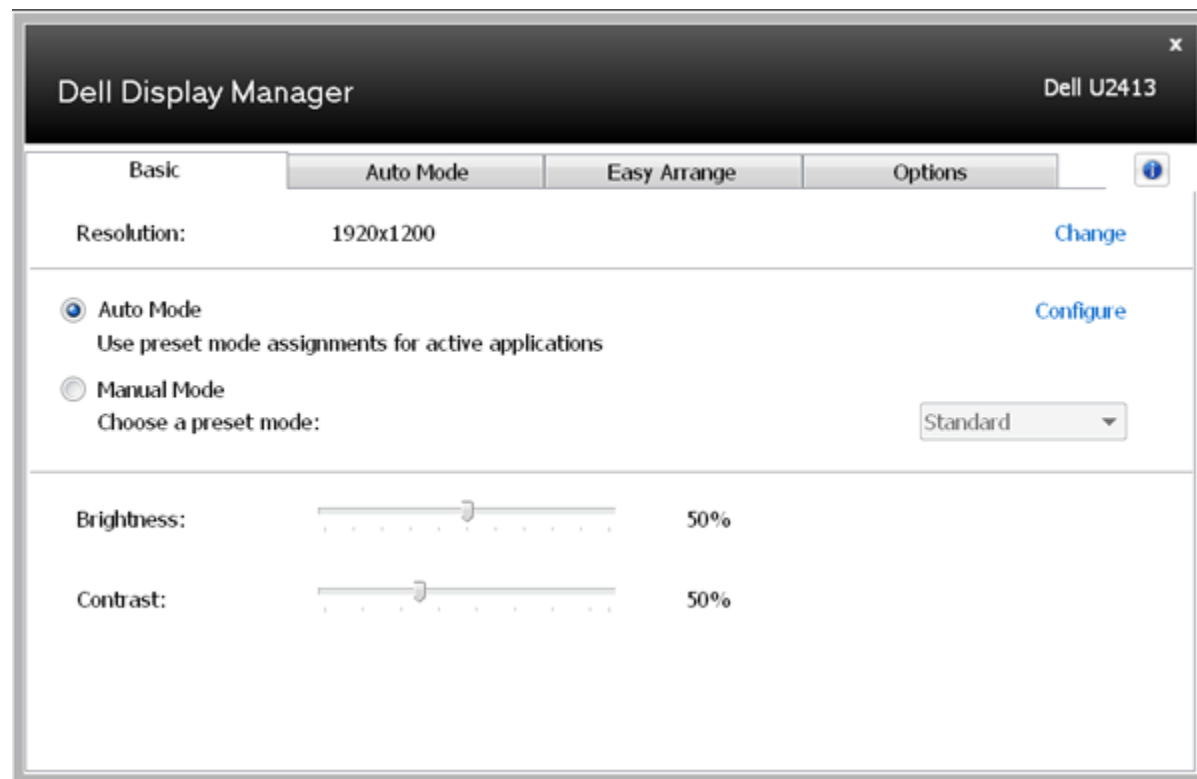 x
Dell Display Manager Dell U2413
Basic Auto Mode Easy Arrange Options i
Resolution: 1920x1200 Change
Auto Mode Configure
Use preset mode assignments for active applications
Manual Mode
Choose a preset mode: Standard
Brightness: 50%
Contrast: 50%